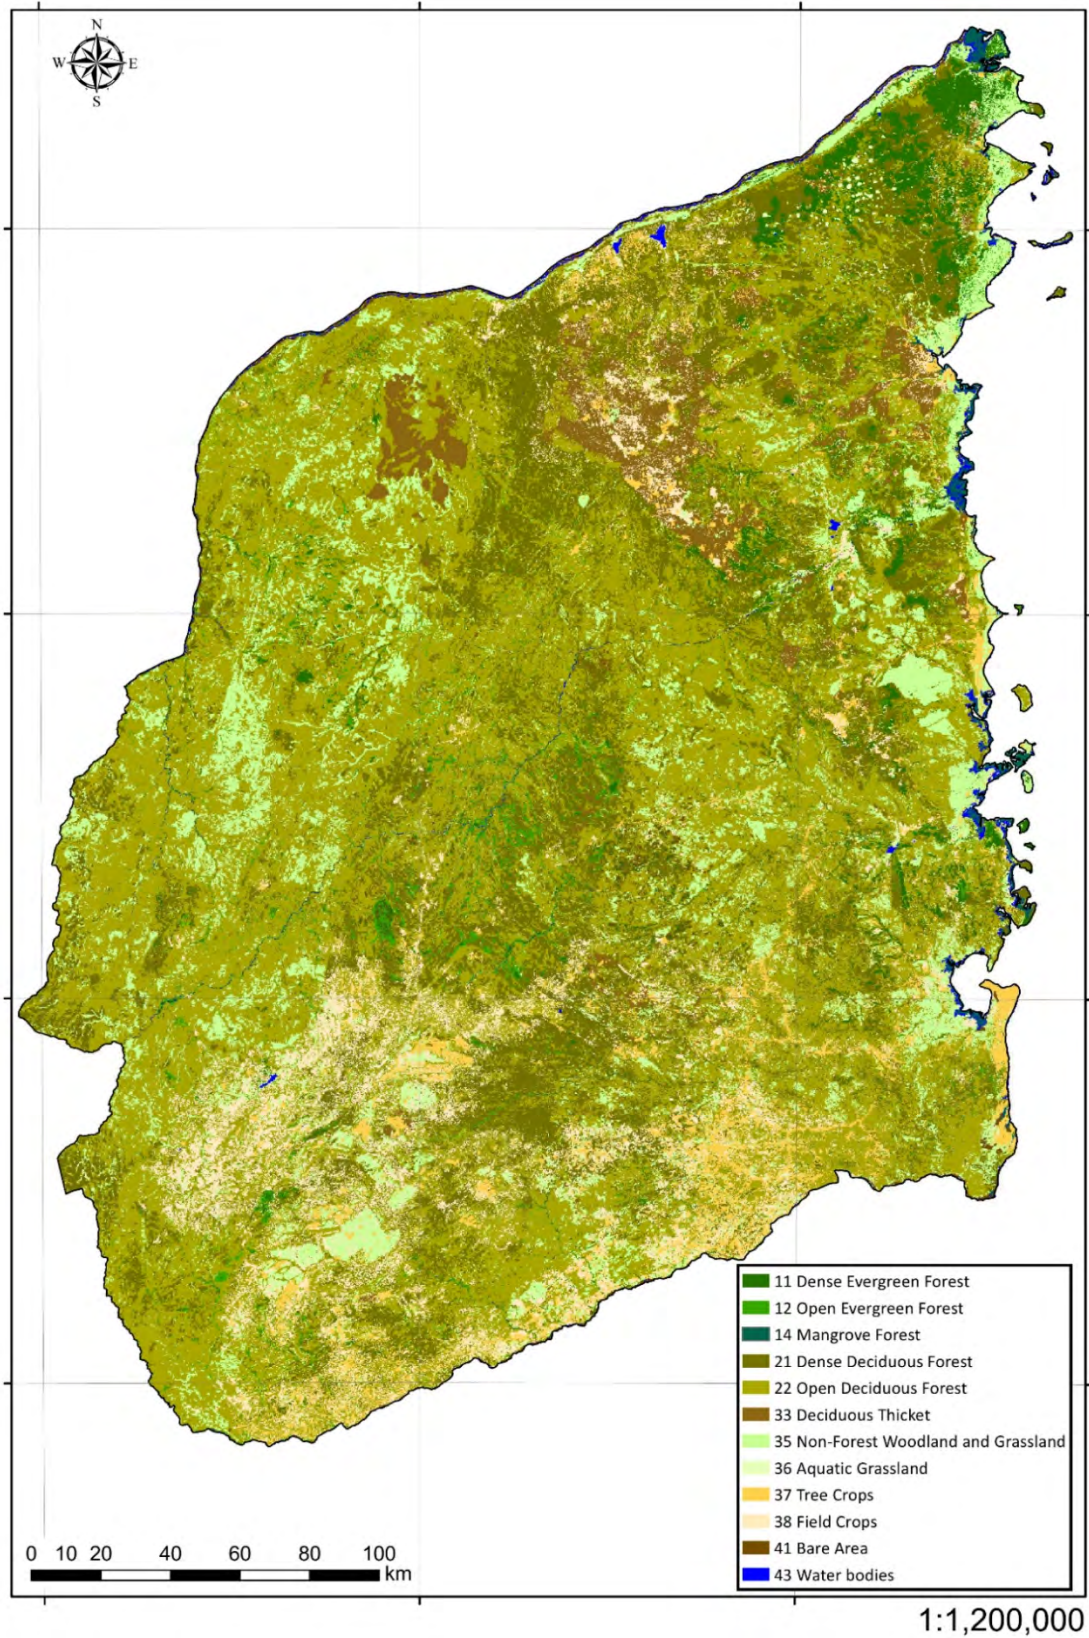 N
W E
S
11 Dense Evergreen Forest
12 Open Evergreen Forest
14 Mangrove Forest
21 Dense Deciduous Forest
22 Open Deciduous Forest
33 Deciduous Thicket
35 Non-Forest Woodland and Grassland
36 Aquatic Grassland
37 Tree Crops
38 Field Crops
41 Bare Area
43 Water bodies
0 10 20 40 60 80 100
km
1:1,200,000